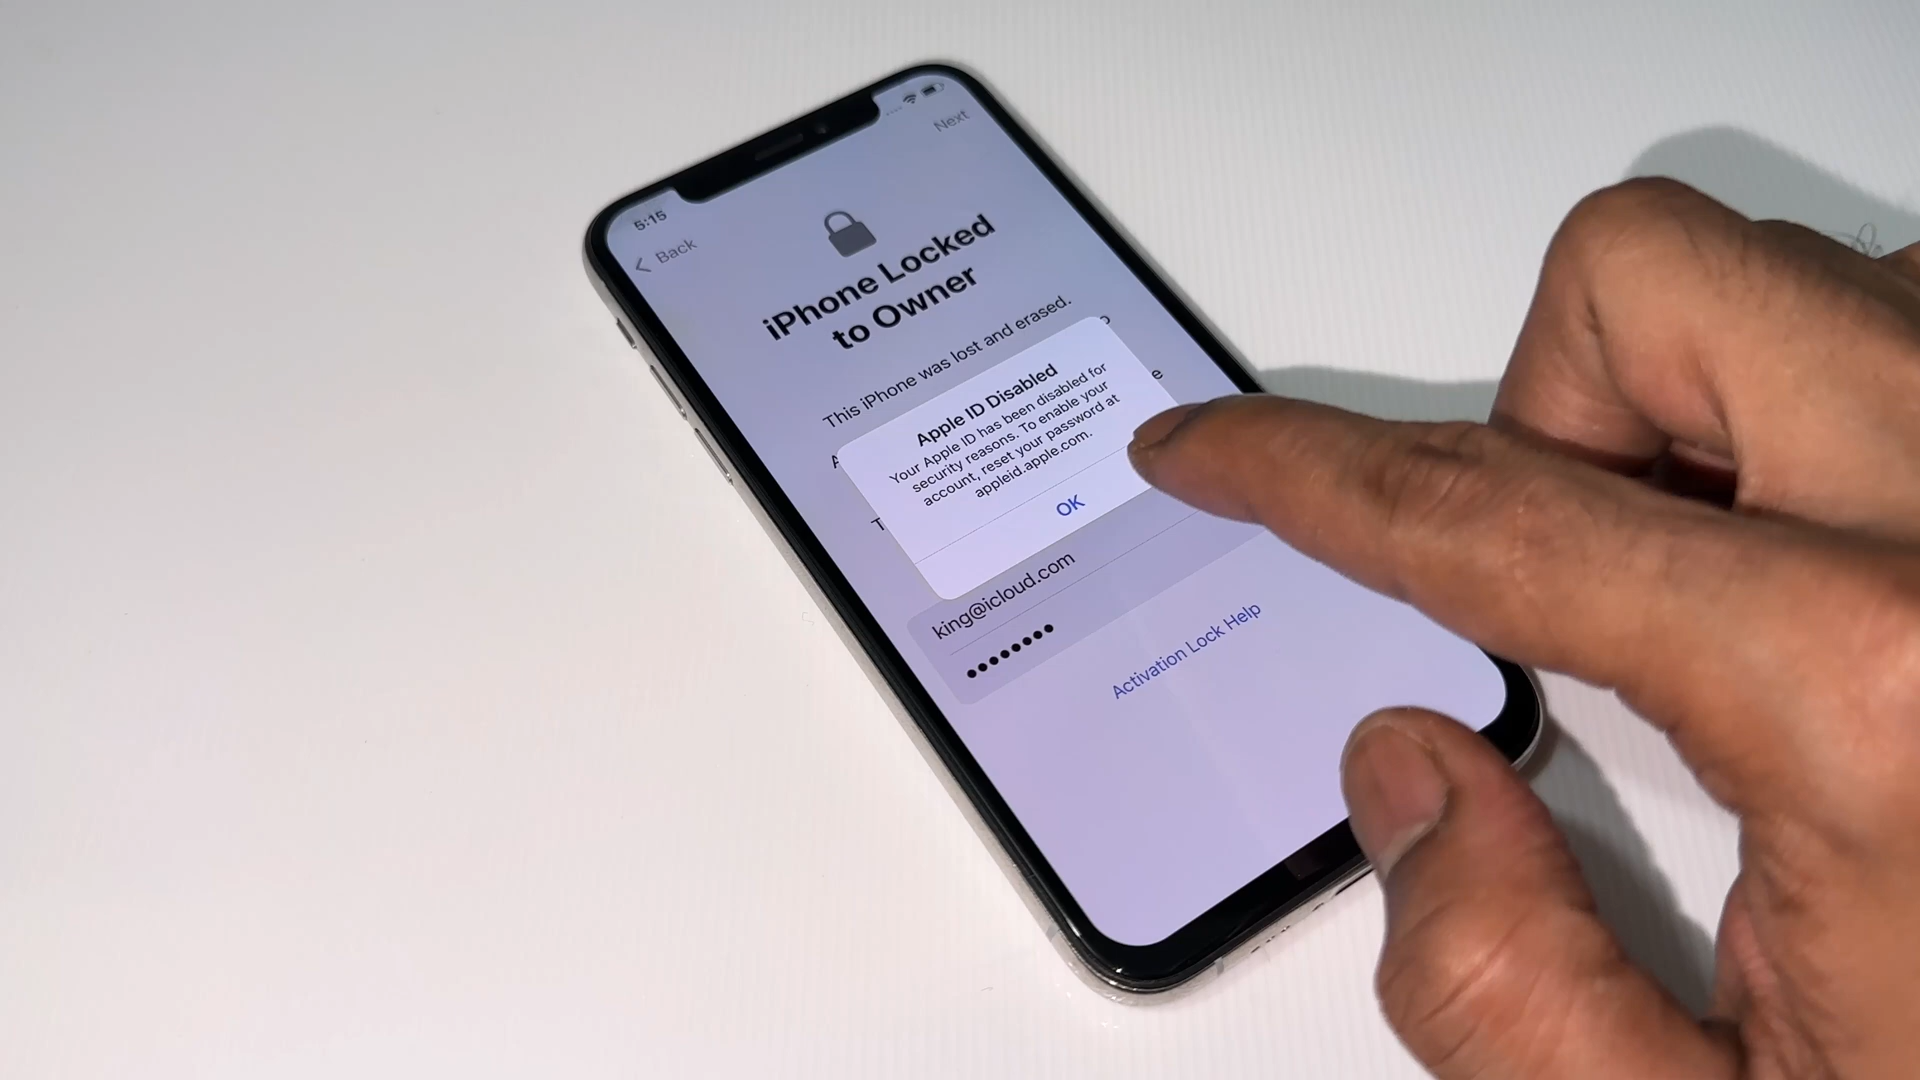 5:15
Next
Back
iPhone Locked
to Owner
This iPhone was lost and erased.
Apple ID Disabled
Your Apple ID has been disabled for
security reasons. To enable your
account, reset your password at
appleid.apple.com.
OK
king@icloud.com
Activation Lock Help